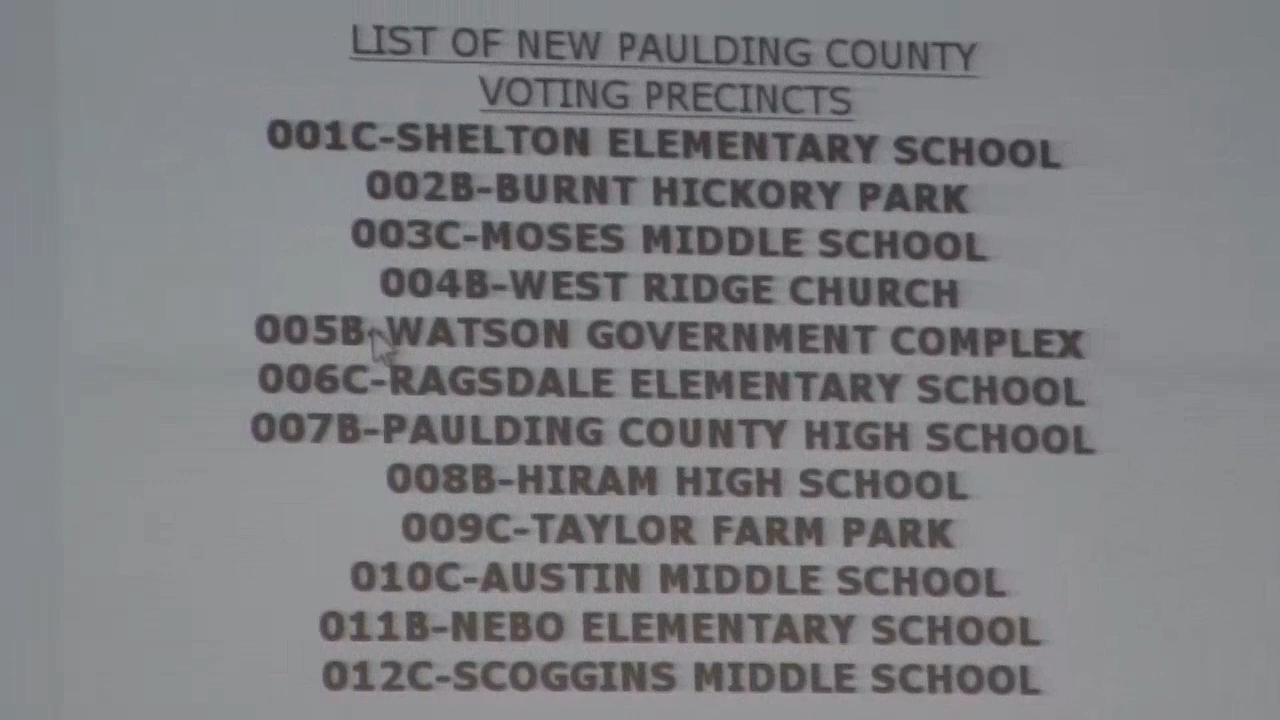 LIST OF NEW PAULDING COUNTY
VOTING PRECINCTS
001C-SHELTON ELEMENTARY SCHOOL
002B-BURNT HICKORY PARK
003C-MOSES MIDDLE SCHOOL
004B-WEST RIDGE CHURCH
005B-WATSON GOVERNMENT COMPLEX
006C-RAGSDALE ELEMENTARY SCHOOL
007B-PAULDING COUNTY HIGH SCHOOL
008B-HIRAM HIGH SCHOOL
009C-TAYLOR FARM PARK
010C-AUSTIN MIDDLE SCHOOL
011B-NEBO ELEMENTARY SCHOOL
012C-SCOGGINS MIDDLE SCHOOL